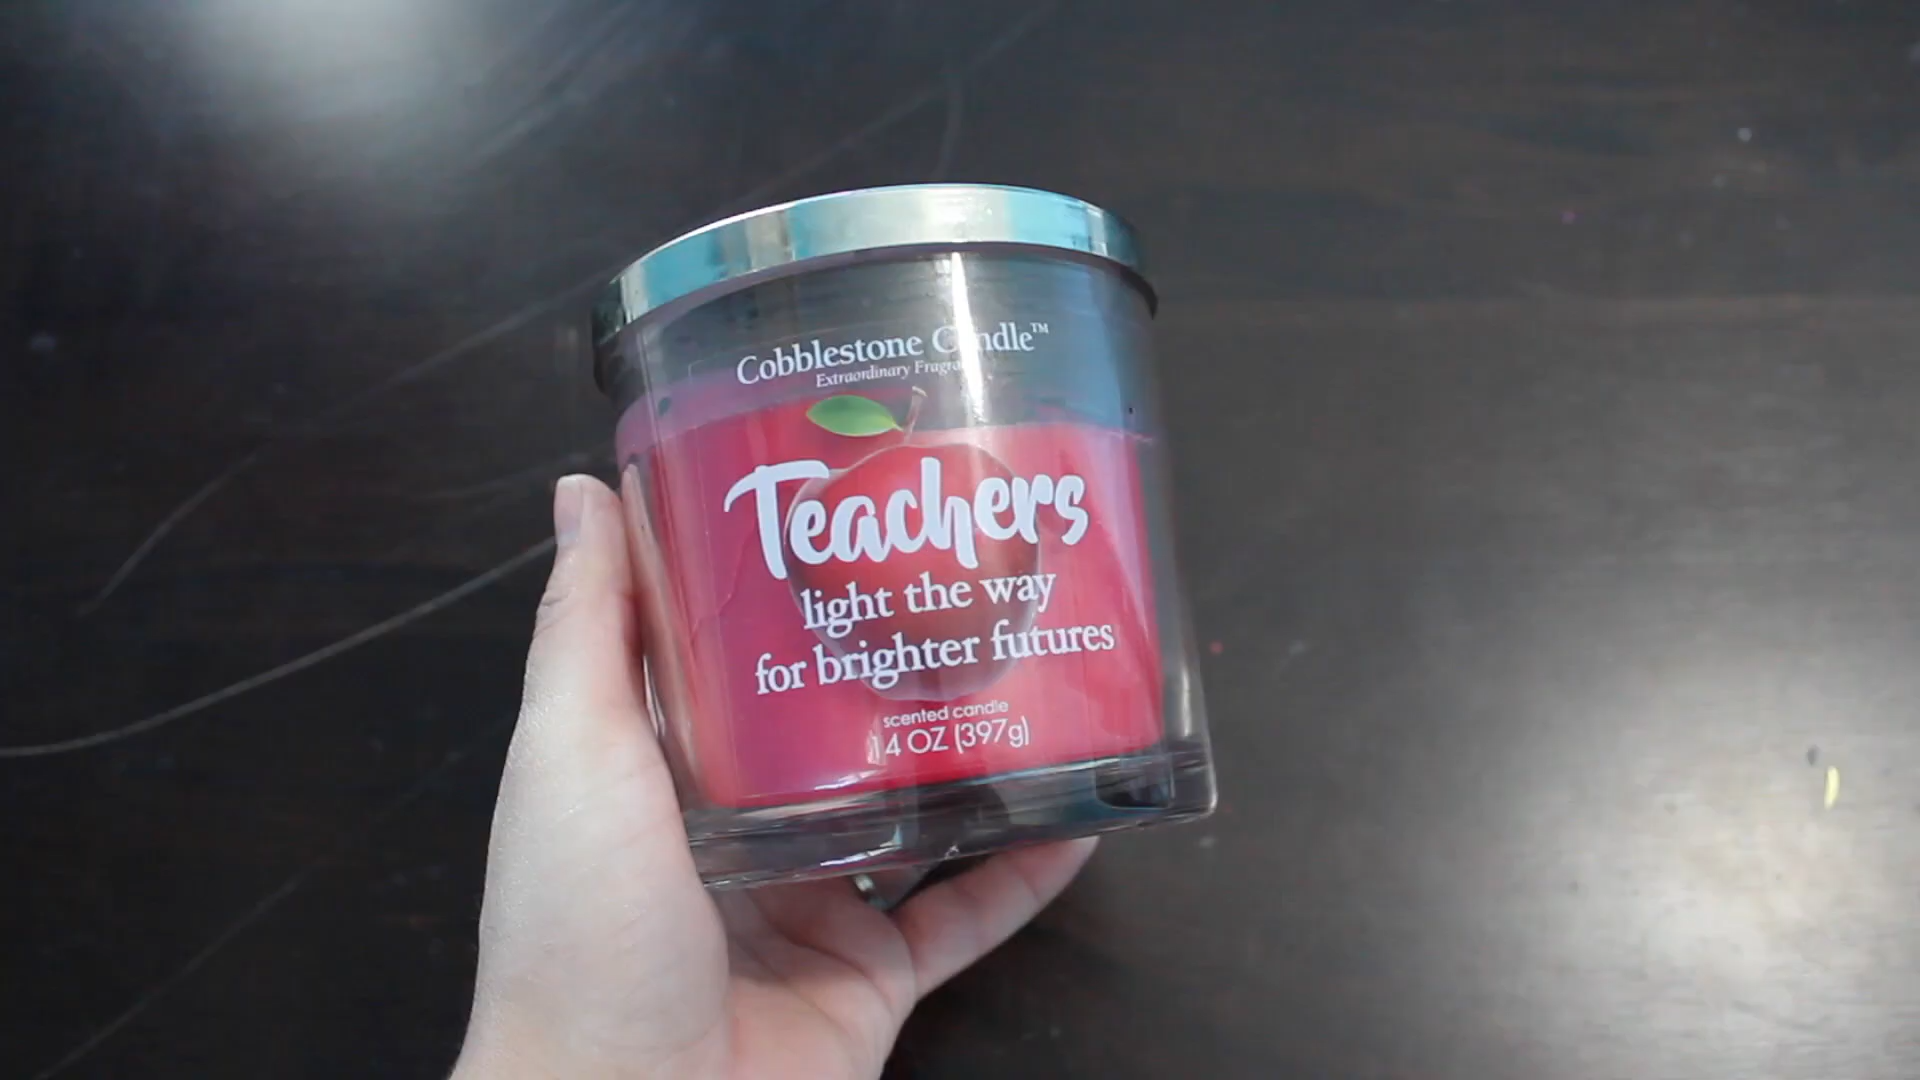 Cobblestone Candle™
Extraordinary
Teachers
light the way
for brighter futures
scented candle
14 OZ (397g)